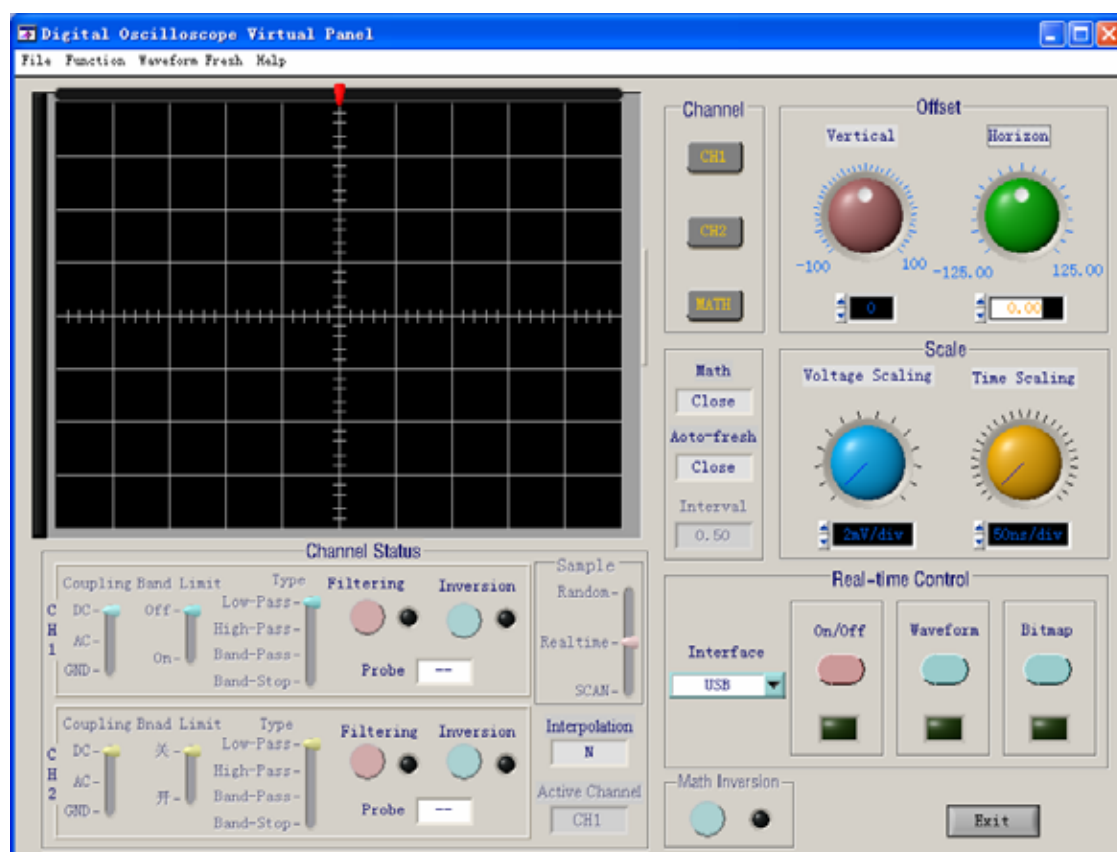 Digital Oscilloscope Virtual Panel
File Function Waveform Fresh Help
Channel
CH1
CH2
MATH
Offset
Vertical
Horizon
-100
100
-125.00
125.00
0
0.00
Math
Close
Aoto-fresh
Close
Interval
0.50
Scale
Voltage Scaling
Time Scaling
2mV/div
50ns/div
Channel Status
CH1
Coupling
DC
AC
GND
Band Limit
Off
On
Type
Low-Pass
High-Pass
Band-Pass
Band-Stop
Filtering
Inversion
Probe
--
CH2
Coupling
DC
AC
GND
Bnad Limit
关
开
Type
Low-Pass
High-Pass
Band-Pass
Band-Stop
Filtering
Inversion
Probe
--
Sample
Random
Realtime
SCAN
Interpolation
N
Active Channel
CH1
Real-time Control
Interface
USB
On/Off
Waveform
Bitmap
Math Inversion
Exit